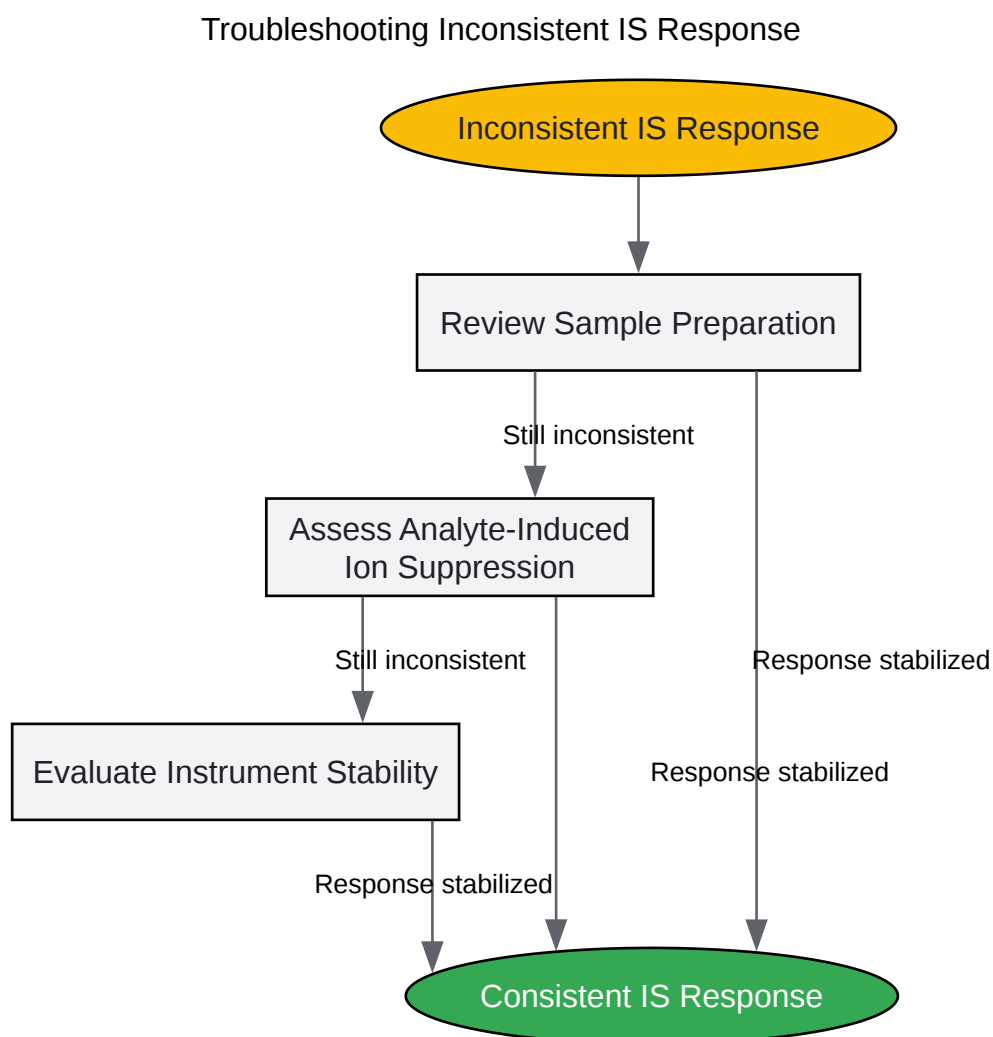 Troubleshooting Inconsistent IS Response
Inconsistent IS Response
Review Sample Preparation
Still inconsistent
Assess Analyte-Induced
Ion Suppression
Still inconsistent
Response stabilized
Evaluate Instrument Stability
Response stabilized
Response stabilized
Consistent IS Response